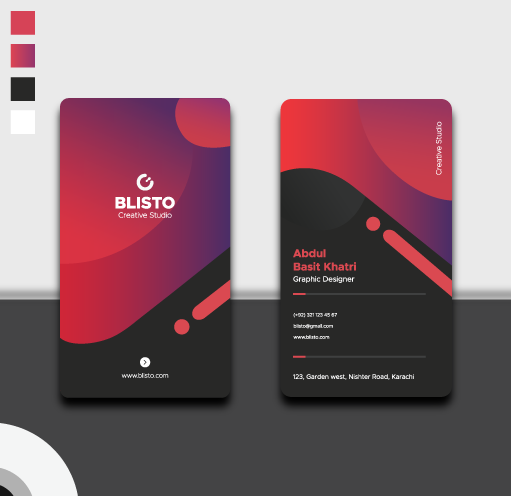 BLISTO
Creative Studio
www.blisto.com
Creative Studio
Abdul
Basit Khatri
Graphic Designer
(+92) 321 123 45 67
blisto@gmail.com
www.blisto.com
123, Garden west, Nishter Road, Karachi